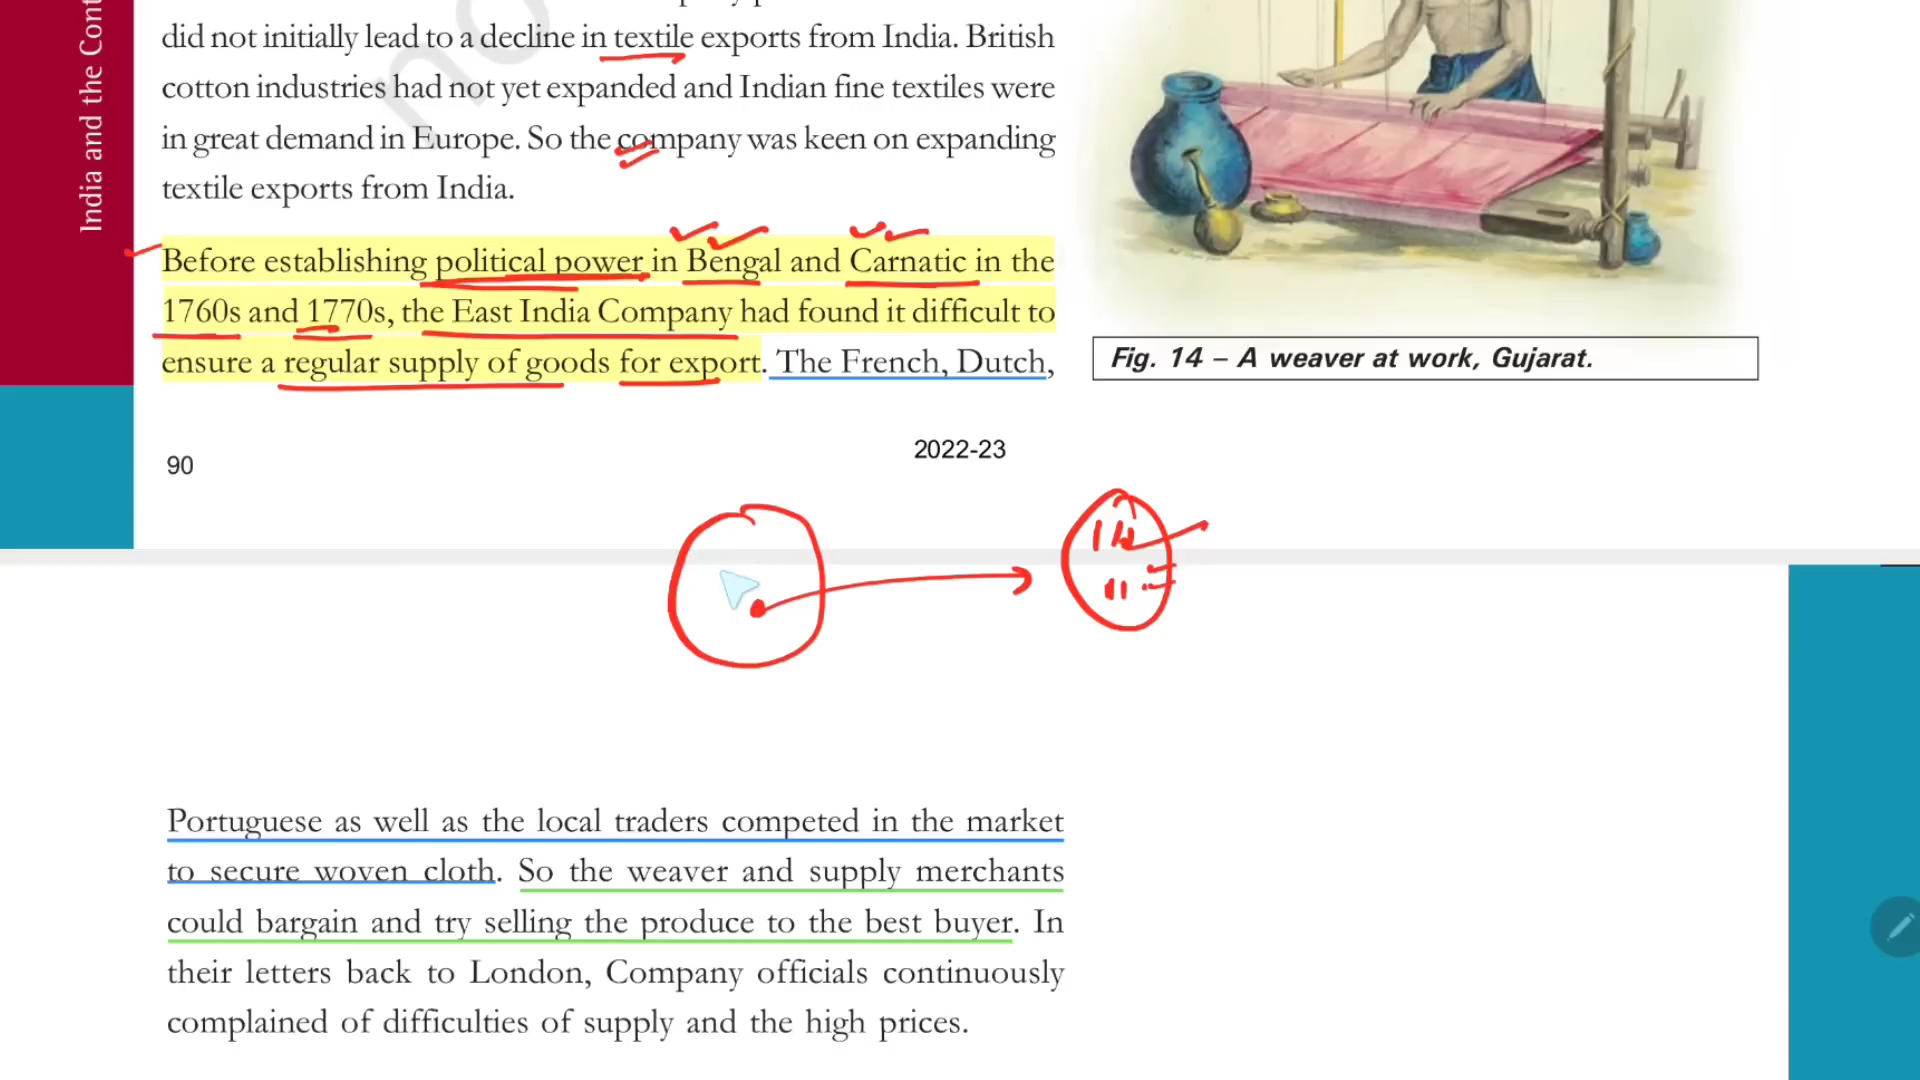 did not initially lead to a decline in textile exports from India. British
cotton industries had not yet expanded and Indian fine textiles were
in great demand in Europe. So the company was keen on expanding
textile exports from India.
Before establishing political power in Bengal and Carnatic in the
1760s and 1770s, the East India Company had found it difficult to
ensure a regular supply of goods for export. The French, Dutch,
India and the Cont
Fig. 14 – A weaver at work, Gujarat.
90
2022-23
Portuguese as well as the local traders competed in the market
to secure woven cloth. So the weaver and supply merchants
could bargain and try selling the produce to the best buyer. In
their letters back to London, Company officials continuously
complained of difficulties of supply and the high prices.